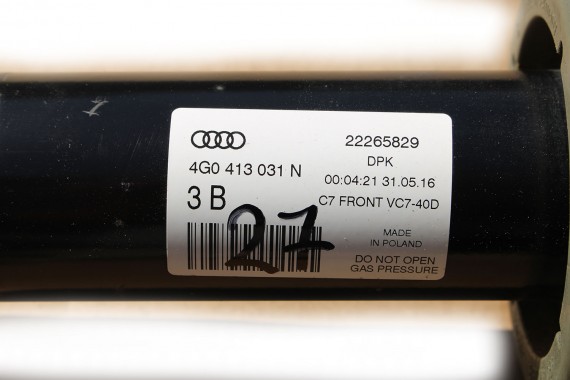 4G0 413 031 N
3 B
27
22265829
DPK
00:04:21 31.05.16
C7 FRONT VC7-40D
MADE
IN POLAND
DO NOT OPEN
GAS PRESSURE